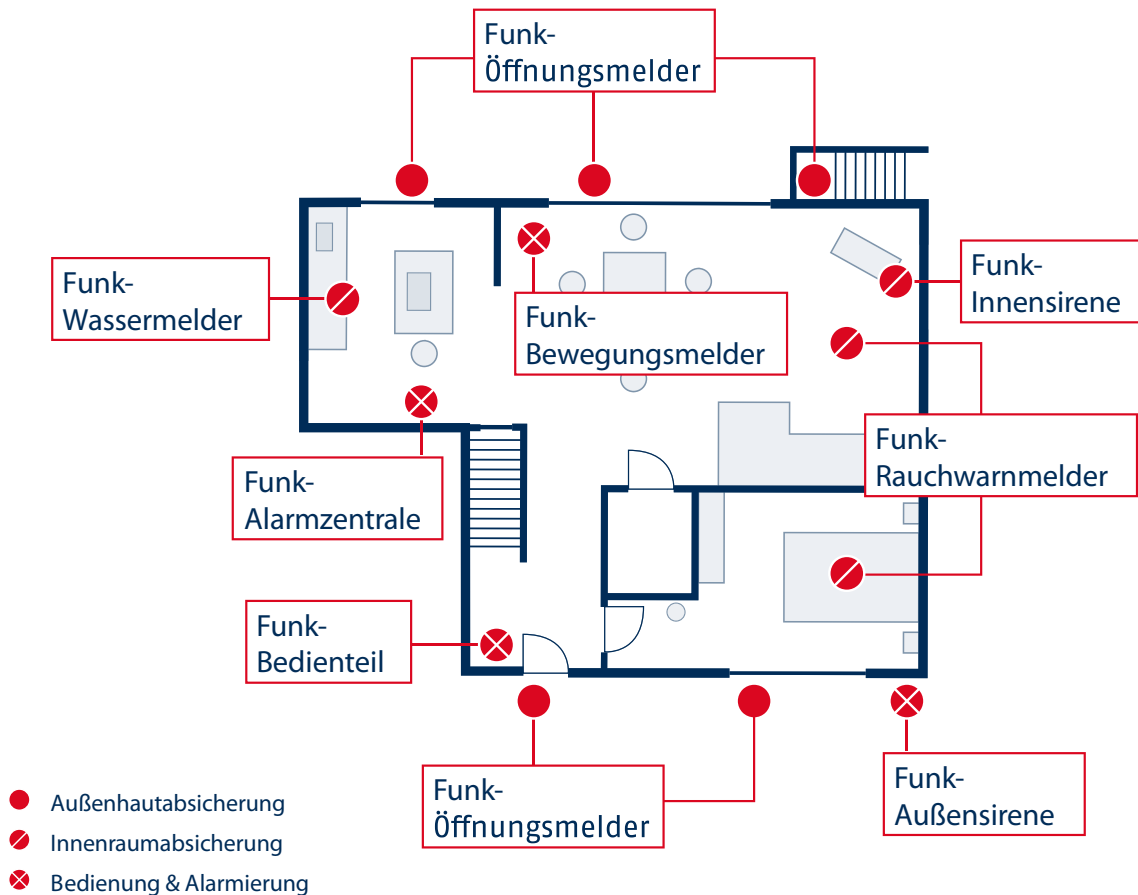 Funk-
Öffnungsmelder
Funk-
Wassermelder
Funk-
Bewegungsmelder
Funk-
Innensirene
Funk-
Alarmzentrale
Funk-
Rauchwarnmelder
Funk-
Bedienteil
Funk-
Öffnungsmelder
Funk-
Außensirene
Außenhautabsicherung
Innenraumabsicherung
Bedienung & Alarmierung